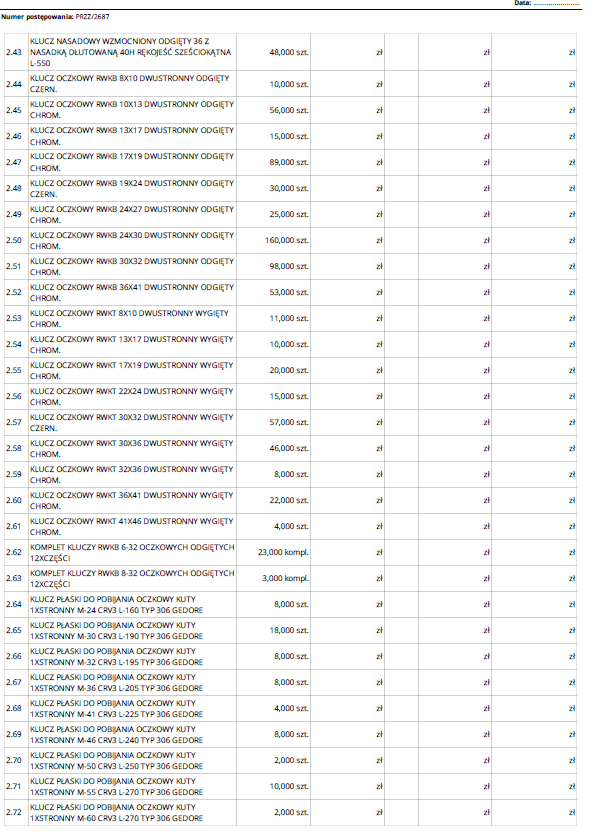 Data: ........................
Numer postępowania: PRZZ/2687
2.43 KLUCZ NASADOWY WZMOCNIONY ODGIĘTY 36 Z
NASADKĄ DŁUTOWANĄ 40H RĘKOJEŚĆ SZEŚCIOKĄTNA
L-550 48,000 szt. zł zł zł
2.44 KLUCZ OCZKOWY RWKB 8X10 DWUSTRONNY ODGIĘTY
CZERN. 10,000 szt. zł zł zł
2.45 KLUCZ OCZKOWY RWKB 10X13 DWUSTRONNY ODGIĘTY
CHROM. 56,000 szt. zł zł zł
2.46 KLUCZ OCZKOWY RWKB 13X17 DWUSTRONNY ODGIĘTY
CHROM. 15,000 szt. zł zł zł
2.47 KLUCZ OCZKOWY RWKB 17X19 DWUSTRONNY ODGIĘTY
CHROM. 89,000 szt. zł zł zł
2.48 KLUCZ OCZKOWY RWKB 19X24 DWUSTRONNY ODGIĘTY
CZERN. 30,000 szt. zł zł zł
2.49 KLUCZ OCZKOWY RWKB 24X27 DWUSTRONNY ODGIĘTY
CHROM. 25,000 szt. zł zł zł
2.50 KLUCZ OCZKOWY RWKB 24X30 DWUSTRONNY ODGIĘTY
CHROM. 160,000 szt. zł zł zł
2.51 KLUCZ OCZKOWY RWKB 30X32 DWUSTRONNY ODGIĘTY
CHROM. 98,000 szt. zł zł zł
2.52 KLUCZ OCZKOWY RWKB 36X41 DWUSTRONNY ODGIĘTY
CHROM. 53,000 szt. zł zł zł
2.53 KLUCZ OCZKOWY RWKT 8X10 DWUSTRONNY WYGIĘTY
CHROM. 11,000 szt. zł zł zł
2.54 KLUCZ OCZKOWY RWKT 13X17 DWUSTRONNY WYGIĘTY
CHROM. 10,000 szt. zł zł zł
2.55 KLUCZ OCZKOWY RWKT 17X19 DWUSTRONNY WYGIĘTY
CHROM. 20,000 szt. zł zł zł
2.56 KLUCZ OCZKOWY RWKT 22X24 DWUSTRONNY WYGIĘTY
CHROM. 15,000 szt. zł zł zł
2.57 KLUCZ OCZKOWY RWKT 30X32 DWUSTRONNY WYGIĘTY
CZERN. 57,000 szt. zł zł zł
2.58 KLUCZ OCZKOWY RWKT 30X36 DWUSTRONNY WYGIĘTY
CHROM. 46,000 szt. zł zł zł
2.59 KLUCZ OCZKOWY RWKT 32X36 DWUSTRONNY WYGIĘTY
CHROM. 8,000 szt. zł zł zł
2.60 KLUCZ OCZKOWY RWKT 36X41 DWUSTRONNY WYGIĘTY
CHROM. 22,000 szt. zł zł zł
2.61 KLUCZ OCZKOWY RWKT 41X46 DWUSTRONNY WYGIĘTY
CHROM. 4,000 szt. zł zł zł
2.62 KOMPLET KLUCZY RWKB 6-32 OCZKOWYCH ODGIĘTYCH
12XCZĘŚCI 23,000 kompl. zł zł zł
2.63 KOMPLET KLUCZY RWKB 8-32 OCZKOWYCH ODGIĘTYCH
12XCZĘŚCI 3,000 kompl. zł zł zł
2.64 KLUCZ PŁASKI DO POBIJANIA OCZKOWY KUTY
1XSTRONNY M-24 CRV3 L-160 TYP 306 GEDORE 8,000 szt. zł zł zł
2.65 KLUCZ PŁASKI DO POBIJANIA OCZKOWY KUTY
1XSTRONNY M-30 CRV3 L-190 TYP 306 GEDORE 18,000 szt. zł zł zł
2.66 KLUCZ PŁASKI DO POBIJANIA OCZKOWY KUTY
1XSTRONNY M-32 CRV3 L-195 TYP 306 GEDORE 8,000 szt. zł zł zł
2.67 KLUCZ PŁASKI DO POBIJANIA OCZKOWY KUTY
1XSTRONNY M-36 CRV3 L-205 TYP 306 GEDORE 8,000 szt. zł zł zł
2.68 KLUCZ PŁASKI DO POBIJANIA OCZKOWY KUTY
1XSTRONNY M-41 CRV3 L-225 TYP 306 GEDORE 4,000 szt. zł zł zł
2.69 KLUCZ PŁASKI DO POBIJANIA OCZKOWY KUTY
1XSTRONNY M-46 CRV3 L-240 TYP 306 GEDORE 8,000 szt. zł zł zł
2.70 KLUCZ PŁASKI DO POBIJANIA OCZKOWY KUTY
1XSTRONNY M-50 CRV3 L-250 TYP 306 GEDORE 2,000 szt. zł zł zł
2.71 KLUCZ PŁASKI DO POBIJANIA OCZKOWY KUTY
1XSTRONNY M-55 CRV3 L-270 TYP 306 GEDORE 10,000 szt. zł zł zł
2.72 KLUCZ PŁASKI DO POBIJANIA OCZKOWY KUTY
1XSTRONNY M-60 CRV3 L-270 TYP 306 GEDORE 2,000 szt. zł zł zł